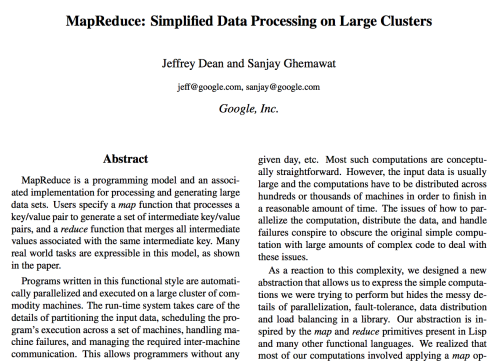 MapReduce: Simplified Data Processing on Large Clusters
Jeffrey Dean and Sanjay Ghemawat
jeff@google.com, sanjay@google.com
Google, Inc.
Abstract
MapReduce is a programming model and an associ-
ated implementation for processing and generating large
data sets. Users specify a map function that processes a
key/value pair to generate a set of intermediate key/value
pairs, and a reduce function that merges all intermediate
values associated with the same intermediate key. Many
real world tasks are expressible in this model, as shown
in the paper.
Programs written in this functional style are automati-
cally parallelized and executed on a large cluster of com-
modity machines. The run-time system takes care of the
details of partitioning the input data, scheduling the pro-
gram's execution across a set of machines, handling ma-
chine failures, and managing the required inter-machine
communication. This allows programmers without any
given day, etc. Most such computations are conceptu-
ally straightforward. However, the input data is usually
large and the computations have to be distributed across
hundreds or thousands of machines in order to finish in
a reasonable amount of time. The issues of how to par-
allelize the computation, distribute the data, and handle
failures conspire to obscure the original simple compu-
tation with large amounts of complex code to deal with
these issues.
As a reaction to this complexity, we designed a new
abstraction that allows us to express the simple computa-
tions we were trying to perform but hides the messy de-
tails of parallelization, fault-tolerance, data distribution
and load balancing in a library. Our abstraction is in-
spired by the map and reduce primitives present in Lisp
and many other functional languages. We realized that
most of our computations involved applying a map op-